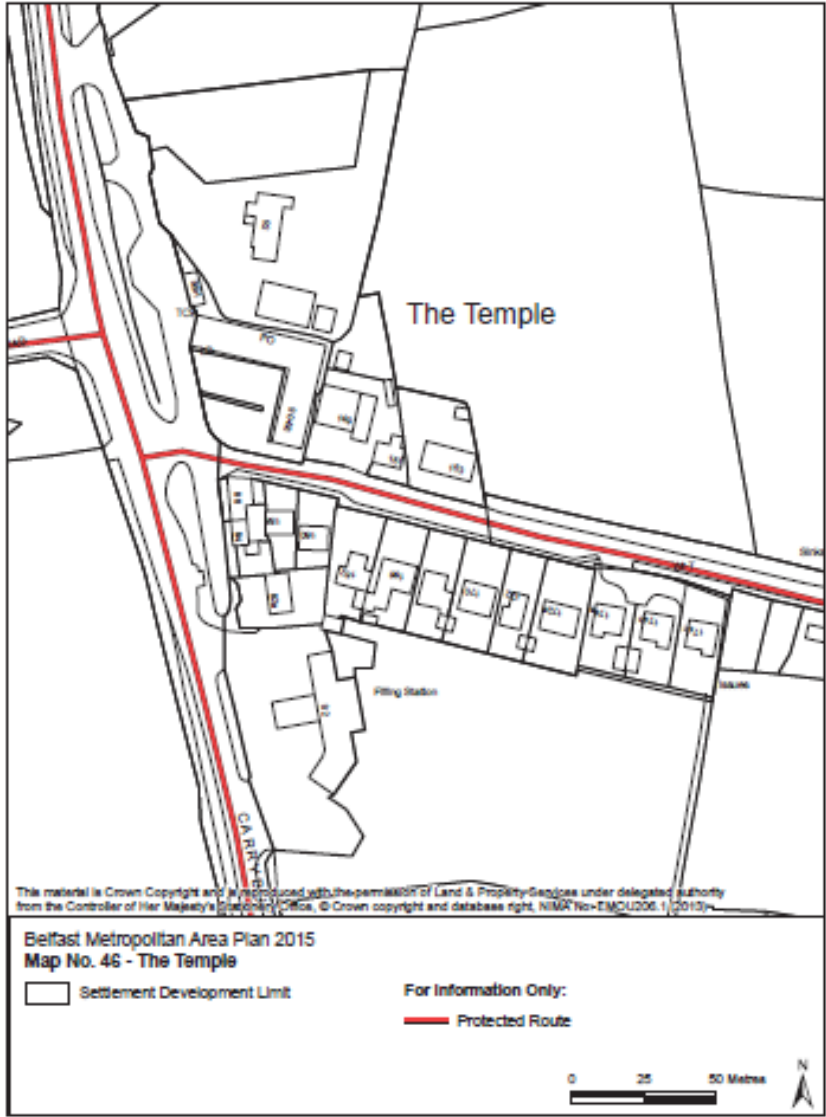 The Temple
PO
Filling Station
Issues
CARRYB
This material is Crown Copyright and is reproduced with the permission of Land & Property Services under delegated authority
from the Controller of Her Majesty's Stationery Office, © Crown copyright and database right, NIMA No EMOU206.1 (2013)
Belfast Metropolitan Area Plan 2015
Map No. 46 - The Temple
Settlement Development Limit
For Information Only:
Protected Route
0 25 50 Metres
N